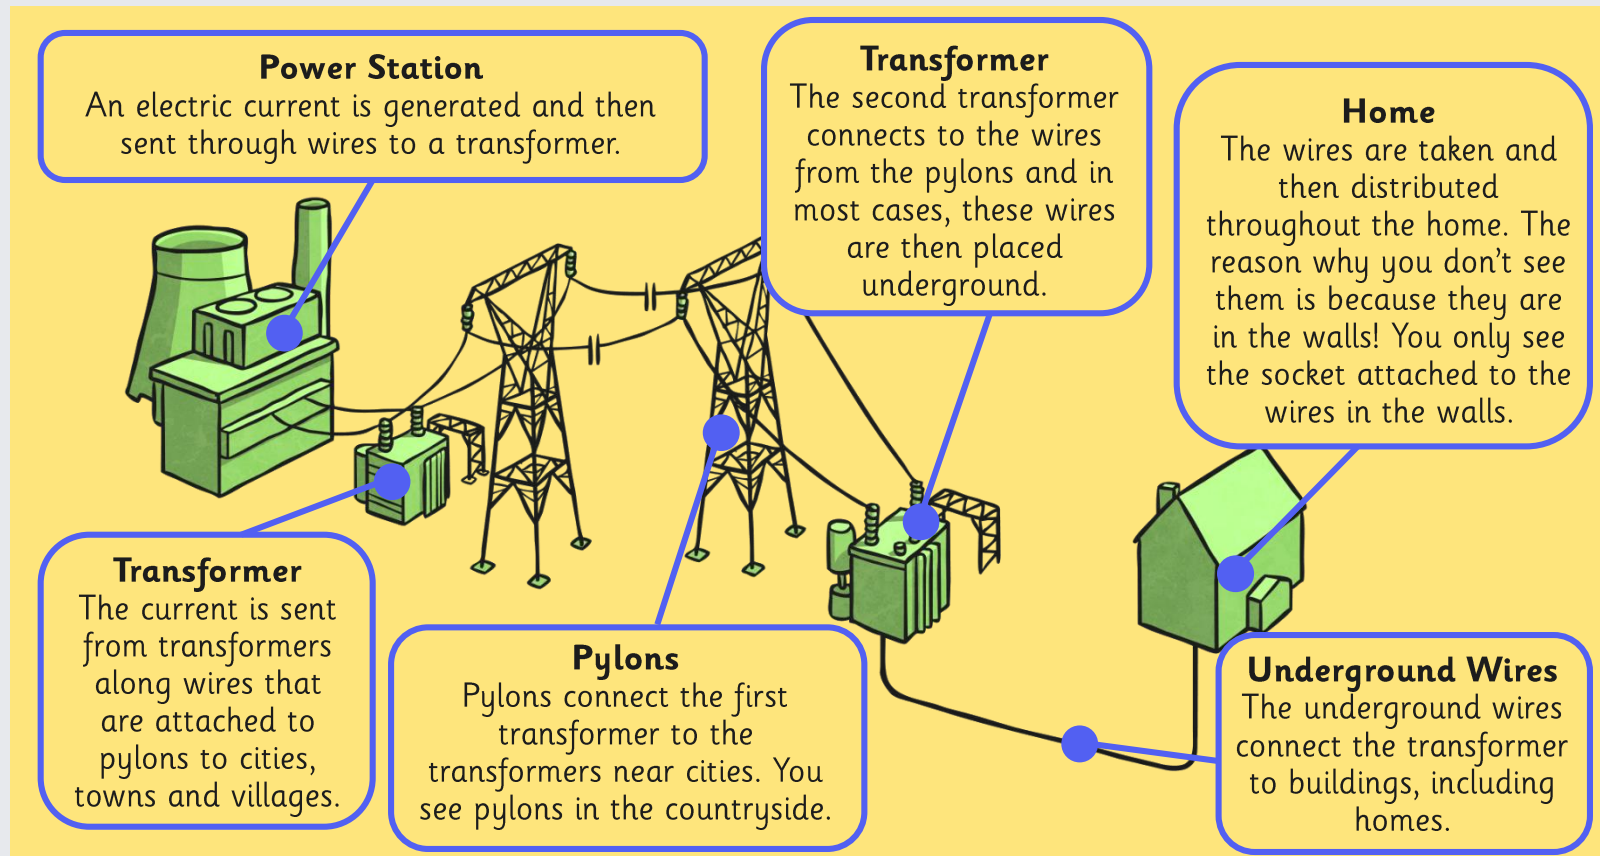 Power Station
An electric current is generated and then
sent through wires to a transformer.
Transformer
The second transformer
connects to the wires
from the pylons and in
most cases, these wires
are then placed
underground.
Home
The wires are taken and
then distributed
throughout the home. The
reason why you don’t see
them is because they are
in the walls! You only see
the socket attached to the
wires in the walls.
Transformer
The current is sent
from transformers
along wires that
are attached to
pylons to cities,
towns and villages.
Pylons
Pylons connect the first
transformer to the
transformers near cities. You
see pylons in the countryside.
Underground Wires
The underground wires
connect the transformer
to buildings, including
homes.